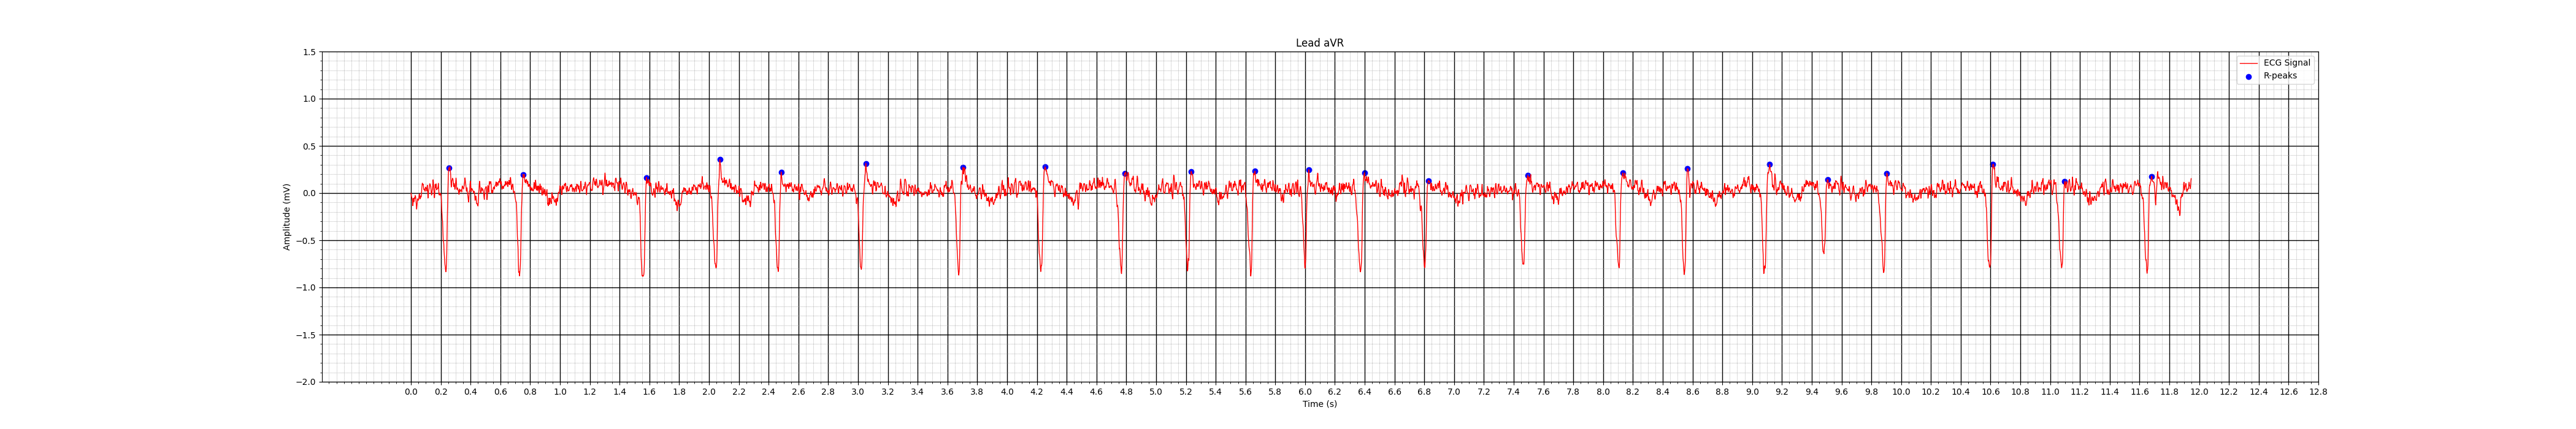 Lead aVR
1.5
1.0
0.5
0.0
−0.5
−1.0
−1.5
−2.0
Amplitude (mV)
ECG Signal
R-peaks
0.0 0.2 0.4 0.6 0.8 1.0 1.2 1.4 1.6 1.8 2.0 2.2 2.4 2.6 2.8 3.0 3.2 3.4 3.6 3.8 4.0 4.2 4.4 4.6 4.8 5.0 5.2 5.4 5.6 5.8 6.0 6.2 6.4 6.6 6.8 7.0 7.2 7.4 7.6 7.8 8.0 8.2 8.4 8.6 8.8 9.0 9.2 9.4 9.6 9.8 10.0 10.2 10.4 10.6 10.8 11.0 11.2 11.4 11.6 11.8 12.0 12.2 12.4 12.6 12.8
Time (s)